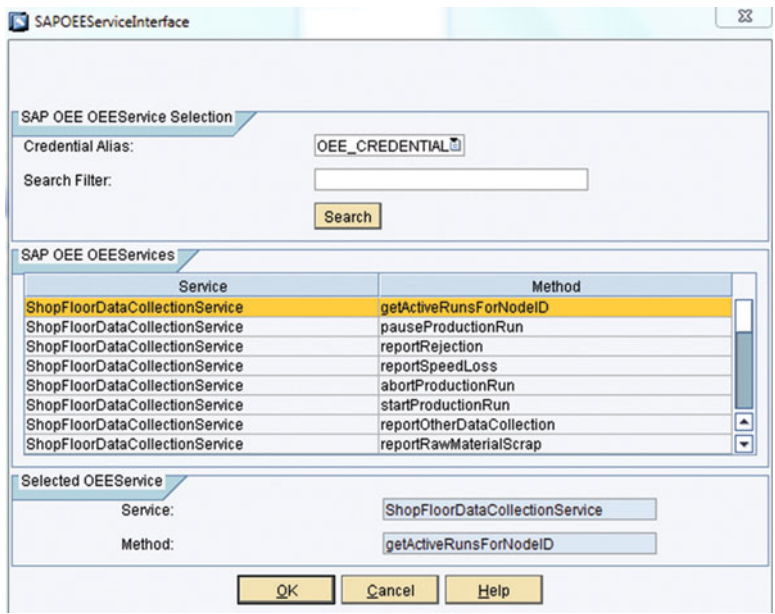 SAPOEEServiceInterface
SAP OEE OEEService Selection
Credential Alias: OEE_CREDENTIAL
Search Filter:
Search
SAP OEE OEEServices
Service Method
ShopFloorDataCollectionService getActiveRunsForNodeID
ShopFloorDataCollectionService pauseProductionRun
ShopFloorDataCollectionService reportRejection
ShopFloorDataCollectionService reportSpeedLoss
ShopFloorDataCollectionService abortProductionRun
ShopFloorDataCollectionService startProductionRun
ShopFloorDataCollectionService reportOtherDataCollection
ShopFloorDataCollectionService reportRawMaterialScrap
Selected OEEService
Service: ShopFloorDataCollectionService
Method: getActiveRunsForNodeID
OK Cancel Help